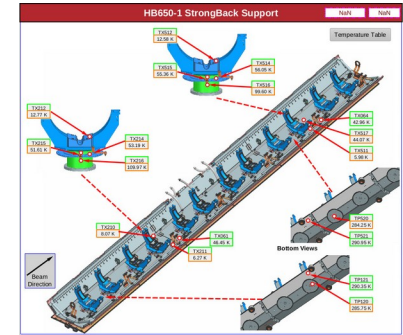 HB650-1 StrongBack Support
NaN
NaN
Temperature Table
TX512
12.58 K
TX515
55.36 K
TX514
56.05 K
TX516
99.60 K
TX212
12.77 K
TX215
51.61 K
TX214
53.19 K
TX216
109.97 K
TX064
42.96 K
TX517
44.07 K
TX511
5.98 K
TX210
8.07 K
TX061
46.45 K
TX211
6.27 K
TP520
284.25 K
TP521
290.95 K
Bottom Views
TP121
290.35 K
TP120
285.75 K
Beam
Direction